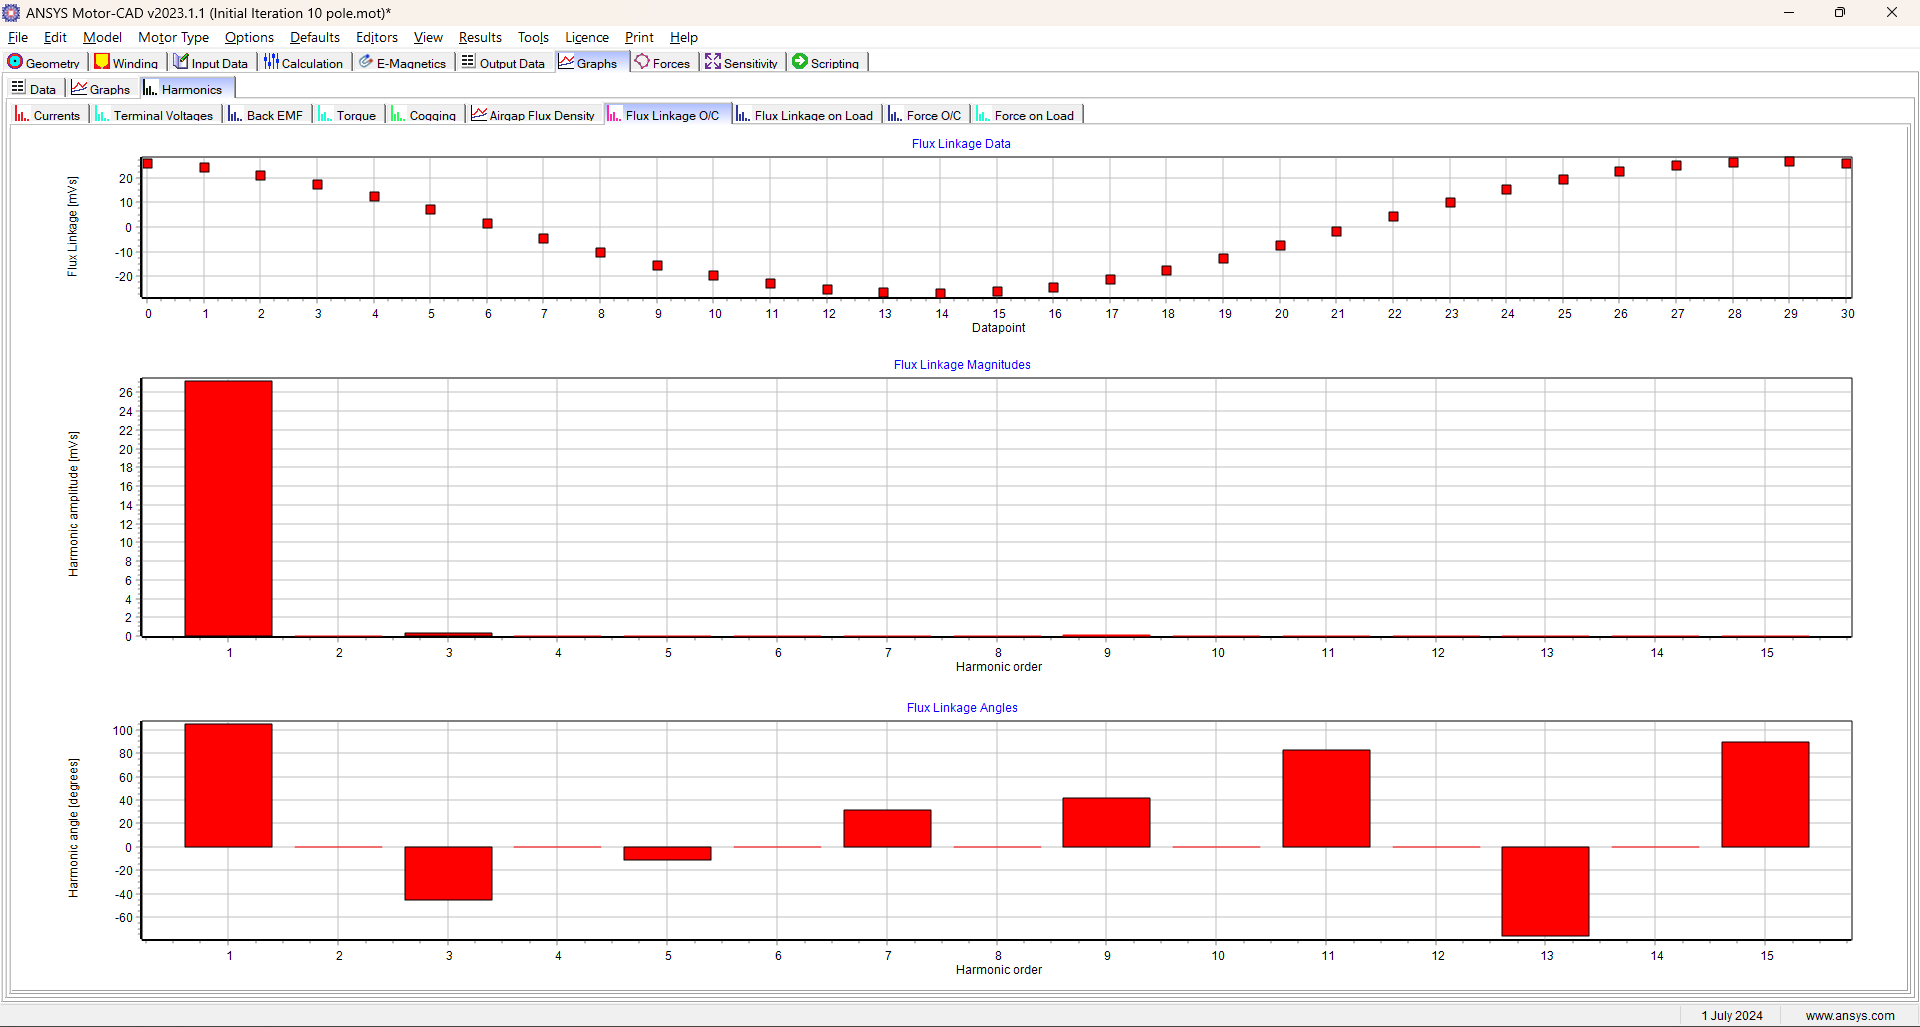 ANSYS Motor-CAD v2023.1.1 (Initial Iteration 10 pole.mot)*
File Edit Model Motor Type Options Defaults Editors View Results Tools Licence Print Help
Geometry Winding Input Data Calculation E-Magnetics Output Data Graphs Forces Sensitivity Scripting
Data Graphs Harmonics
Currents Terminal Voltages Back EMF Torque Cogging Airgap Flux Density Flux Linkage O/C Flux Linkage on Load Force O/C Force on Load
Flux Linkage Data
Flux Linkage [mVs]
20
10
0
-10
-20
0 1 2 3 4 5 6 7 8 9 10 11 12 13 14 15 16 17 18 19 20 21 22 23 24 25 26 27 28 29 30
Datapoint
Flux Linkage Magnitudes
Harmonic amplitude [mVs]
26
24
22
20
18
16
14
12
10
8
6
4
2
0
1 2 3 4 5 6 7 8 9 10 11 12 13 14 15
Harmonic order
Flux Linkage Angles
Harmonic angle [degrees]
100
80
60
40
20
0
-20
-40
-60
1 2 3 4 5 6 7 8 9 10 11 12 13 14 15
Harmonic order
1 July 2024 www.ansys.com